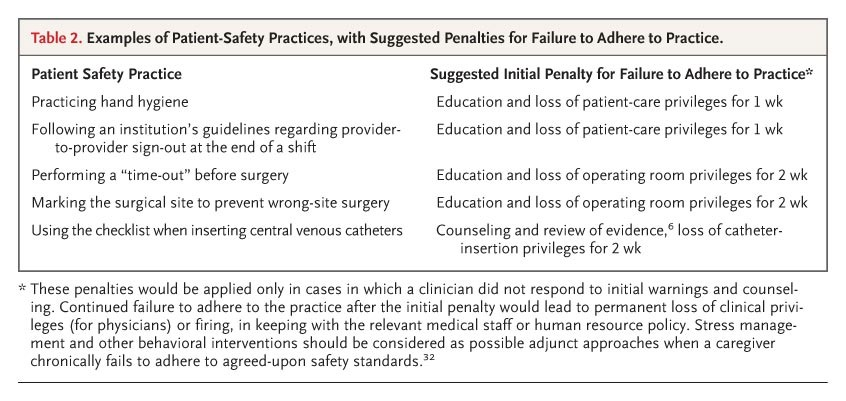 Table 2. Examples of Patient-Safety Practices, with Suggested Penalties for Failure to Adhere to Practice.
Patient Safety Practice Suggested Initial Penalty for Failure to Adhere to Practice*
Practicing hand hygiene Education and loss of patient-care privileges for 1 wk
Following an institution's guidelines regarding provider- Education and loss of patient-care privileges for 1 wk
to-provider sign-out at the end of a shift
Performing a “time-out” before surgery Education and loss of operating room privileges for 2 wk
Marking the surgical site to prevent wrong-site surgery Education and loss of operating room privileges for 2 wk
Using the checklist when inserting central venous catheters Counseling and review of evidence,⁶ loss of catheter-
insertion privileges for 2 wk
* These penalties would be applied only in cases in which a clinician did not respond to initial warnings and counsel-
ing. Continued failure to adhere to the practice after the initial penalty would lead to permanent loss of clinical privi-
leges (for physicians) or firing, in keeping with the relevant medical staff or human resource policy. Stress manage-
ment and other behavioral interventions should be considered as possible adjunct approaches when a caregiver
chronically fails to adhere to agreed-upon safety standards.³²